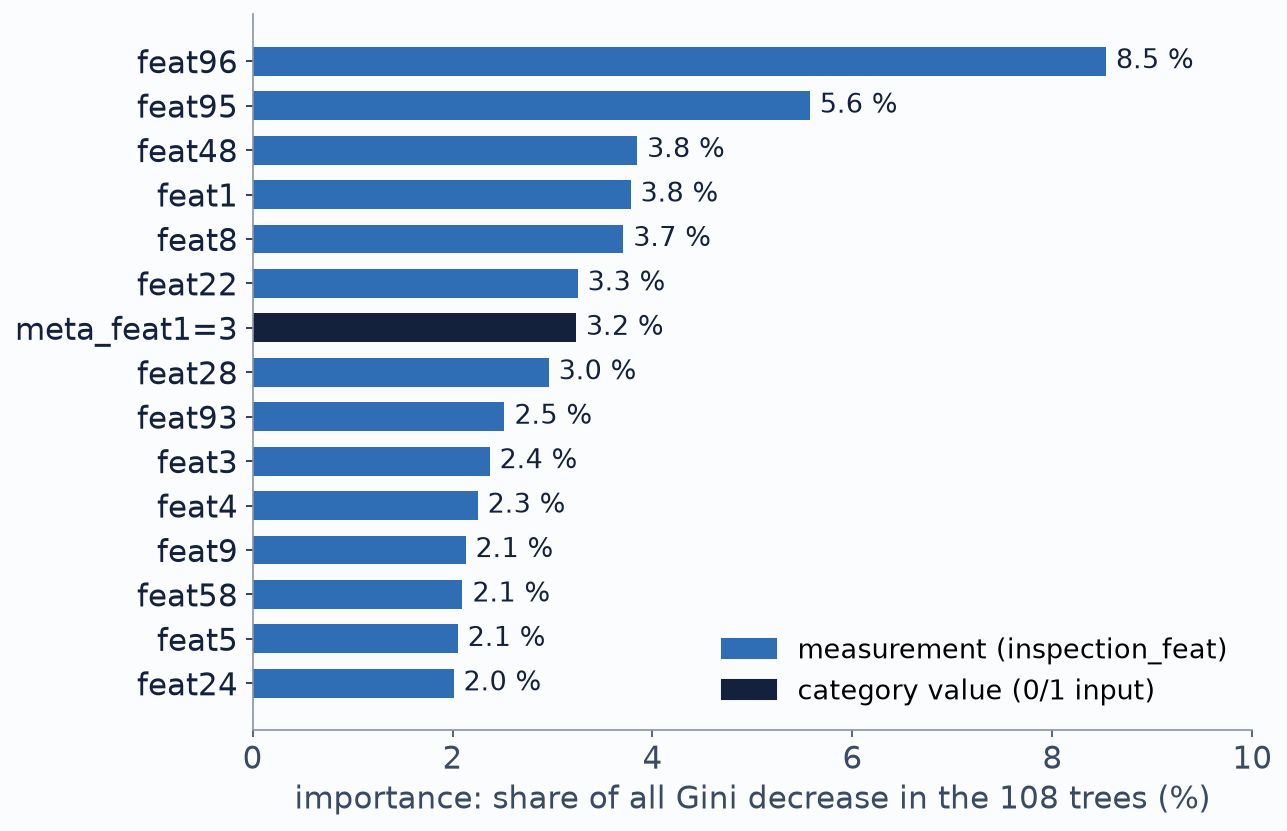 feat96 8.5 %
feat95 5.6 %
feat48 3.8 %
feat1 3.8 %
feat8 3.7 %
feat22 3.3 %
meta_feat1=3 3.2 %
feat28 3.0 %
feat93 2.5 %
feat3 2.4 %
feat4 2.3 %
feat9 2.1 %
feat58 2.1 %
feat5 2.1 %
feat24 2.0 %
measurement (inspection_feat)
category value (0/1 input)
0 2 4 6 8 10
importance: share of all Gini decrease in the 108 trees (%)